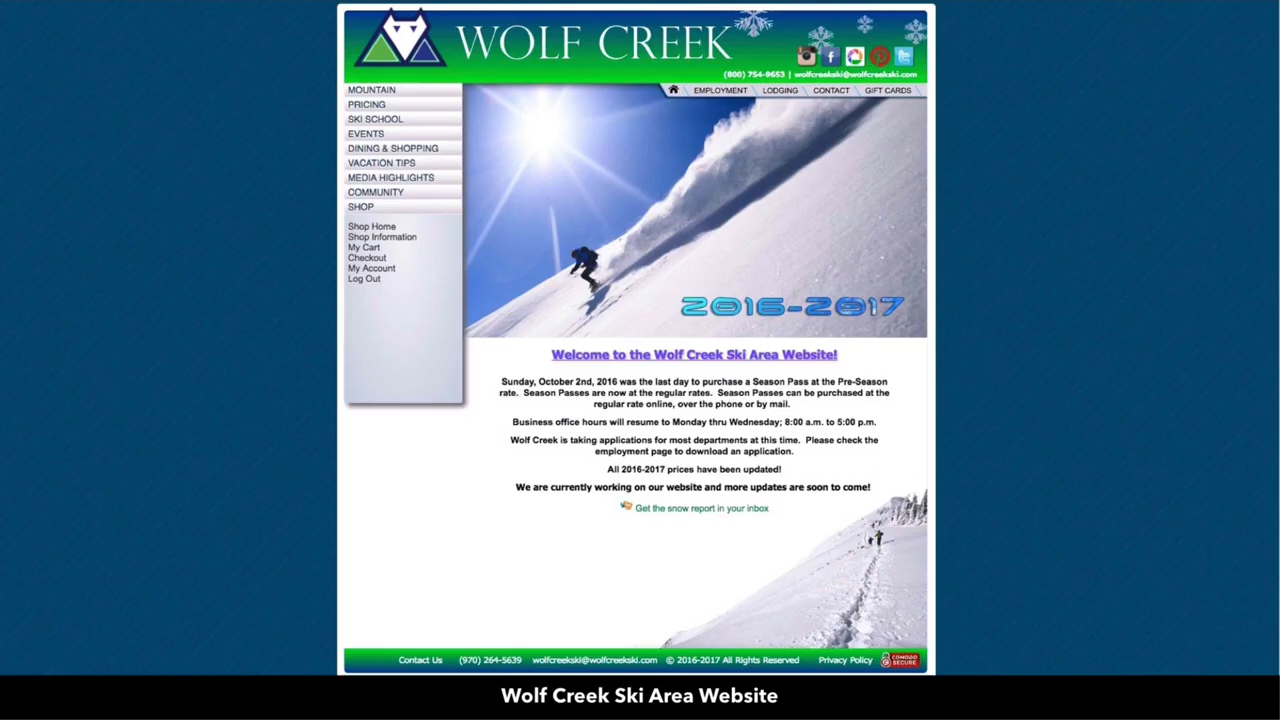 WOLF CREEK
(800) 754-9653 | wolfcreekski@wolfcreekski.com
EMPLOYMENT LODGING CONTACT GIFT CARDS
MOUNTAIN
PRICING
SKI SCHOOL
EVENTS
DINING & SHOPPING
VACATION TIPS
MEDIA HIGHLIGHTS
COMMUNITY
SHOP
Shop Home
Shop Information
My Cart
Checkout
My Account
Log Out
2016-2017
Welcome to the Wolf Creek Ski Area Website!
Sunday, October 2nd, 2016 was the last day to purchase a Season Pass at the Pre-Season
rate. Season Passes are now at the regular rates. Season Passes can be purchased at the
regular rate online, over the phone or by mail.
Business office hours will resume to Monday thru Wednesday; 8:00 a.m. to 5:00 p.m.
Wolf Creek is taking applications for most departments at this time. Please check the
employment page to download an application.
All 2016-2017 prices have been updated!
We are currently working on our website and more updates are soon to come!
Get the snow report in your inbox
Contact Us (970) 264-5639 wolfcreekski@wolfcreekski.com © 2016-2017 All Rights Reserved Privacy Policy COMODO
SECURE
Wolf Creek Ski Area Website